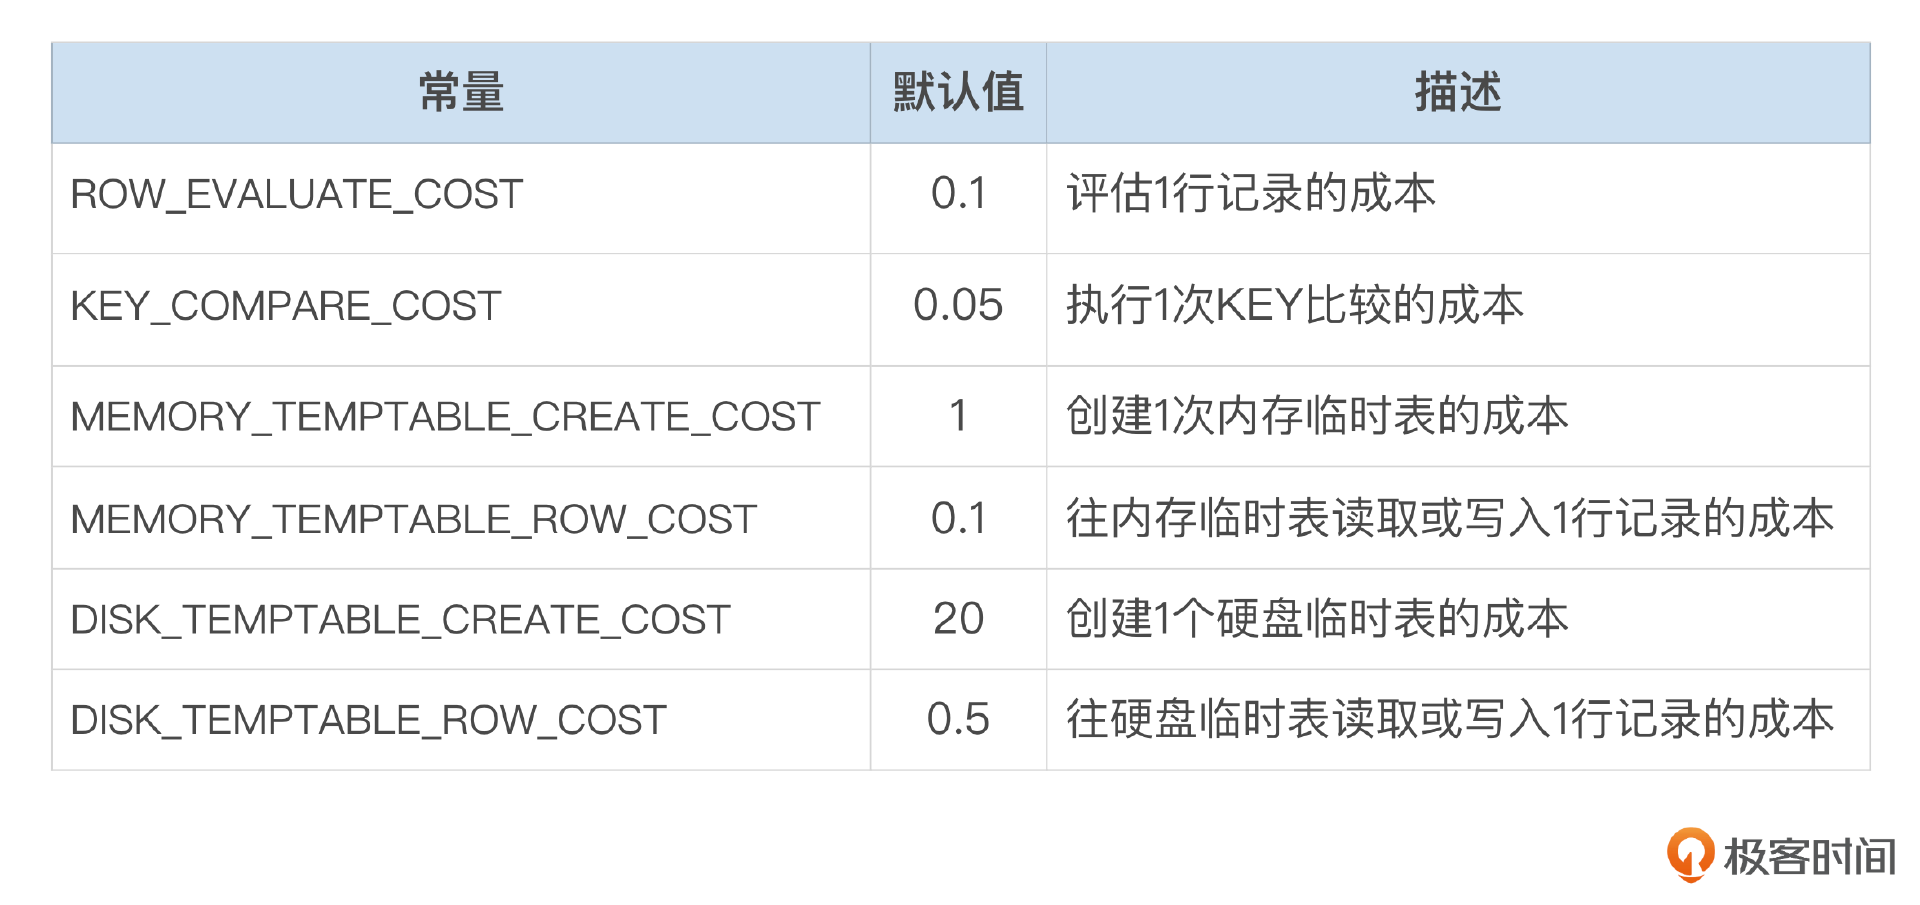 常量 默认值 描述
ROW_EVALUATE_COST 0.1 评估1行记录的成本
KEY_COMPARE_COST 0.05 执行1次KEY比较的成本
MEMORY_TEMPTABLE_CREATE_COST 1 创建1次内存临时表的成本
MEMORY_TEMPTABLE_ROW_COST 0.1 往内存临时表读取或写入1行记录的成本
DISK_TEMPTABLE_CREATE_COST 20 创建1个硬盘临时表的成本
DISK_TEMPTABLE_ROW_COST 0.5 往硬盘临时表读取或写入1行记录的成本
极客时间